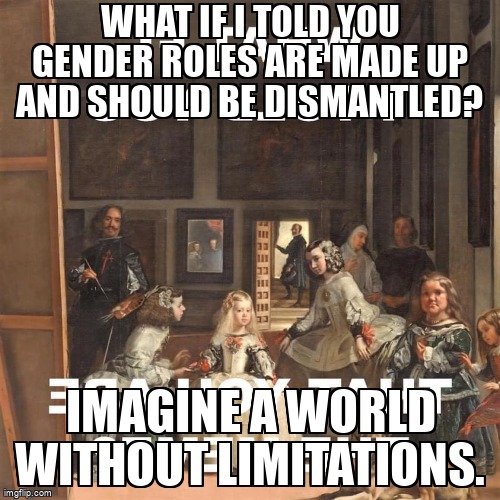 WHAT IF I TOLD YOU
GENDER ROLES ARE MADE UP
AND SHOULD BE DISMANTLED?
IMAGINE A WORLD
WITHOUT LIMITATIONS.
imgflip.com